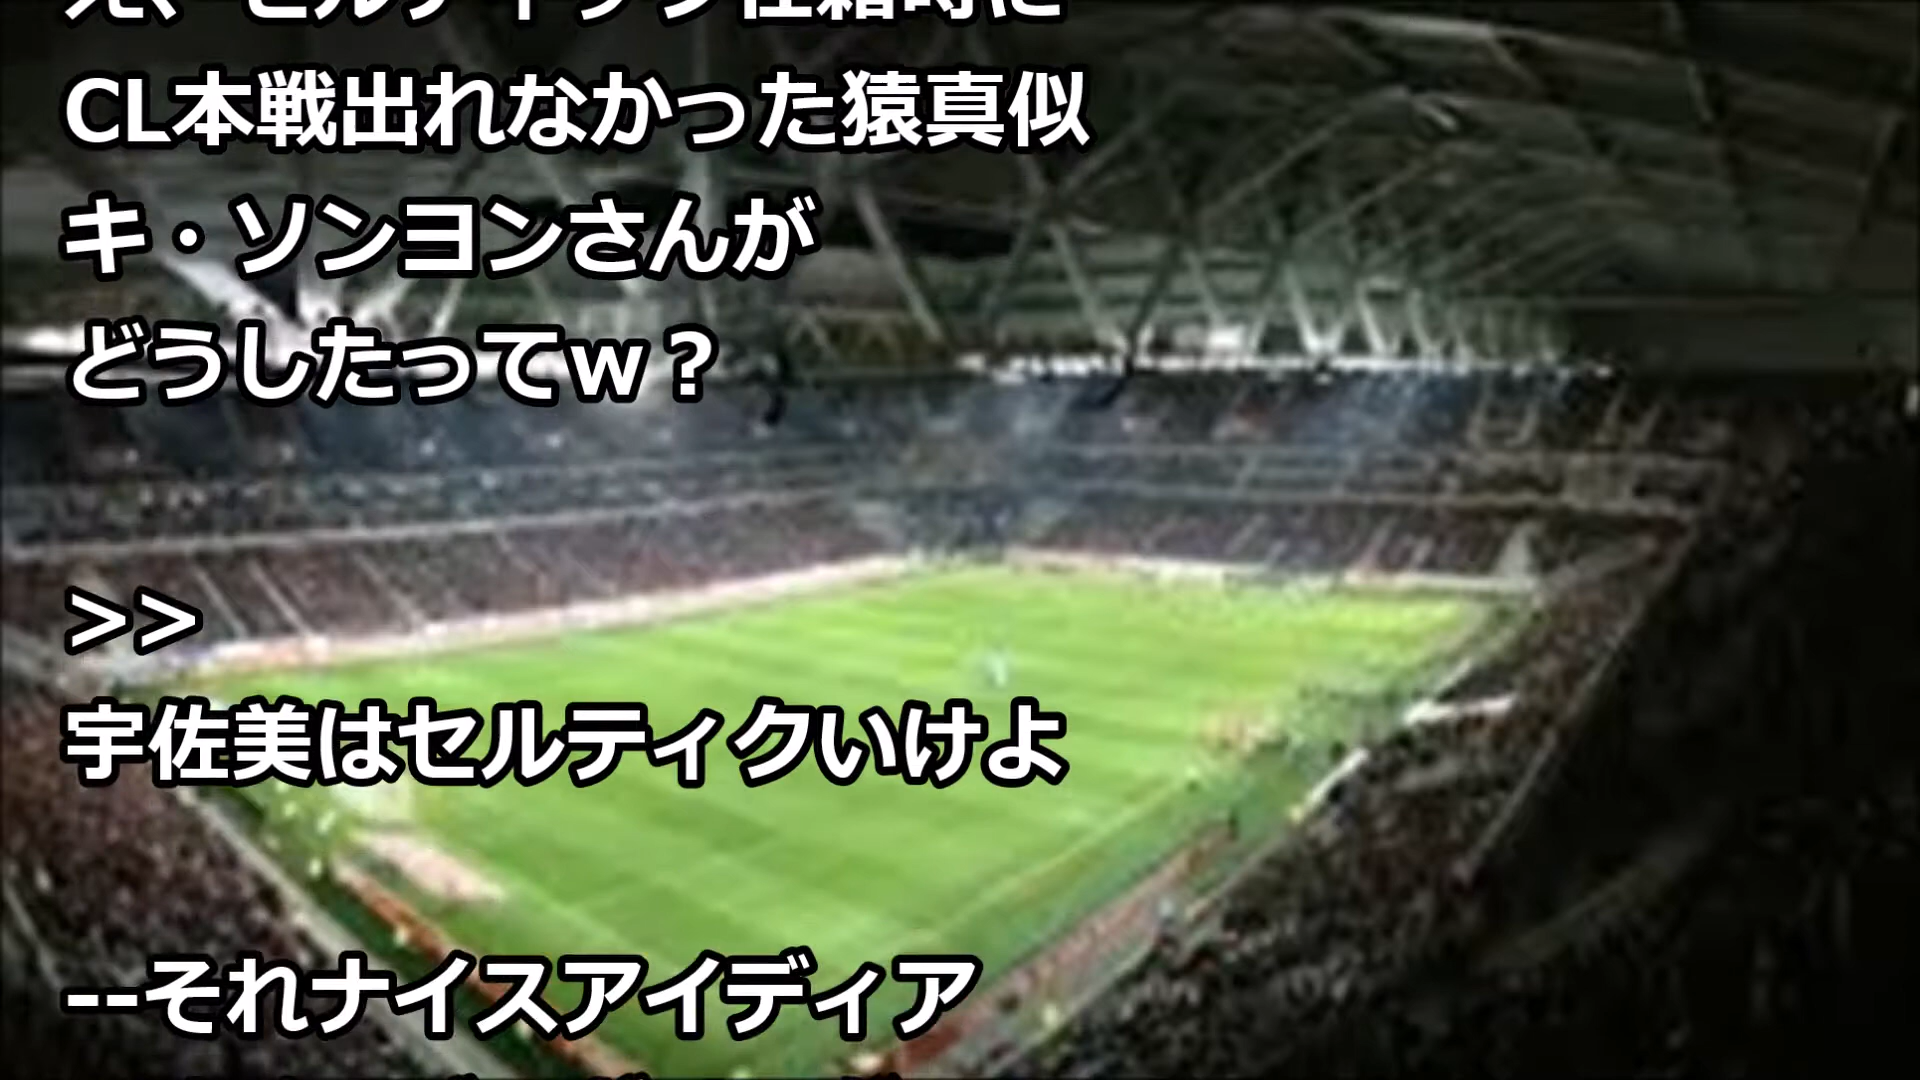 CL本戦出れなかった猿真似
キ・ソンヨンさんが
どうしたってｗ？
>>
宇佐美はセルティクいけよ
--それナイスアイディア